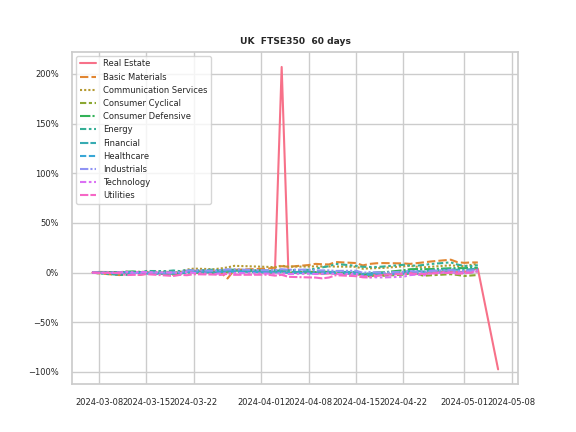 UK FTSE350 60 days
Real Estate
Basic Materials
Communication Services
Consumer Cyclical
Consumer Defensive
Energy
Financial
Healthcare
Industrials
Technology
Utilities
200%
150%
100%
50%
0%
−50%
−100%
2024-03-08 2024-03-15 2024-03-22 2024-04-01 2024-04-08 2024-04-15 2024-04-22 2024-05-01 2024-05-08